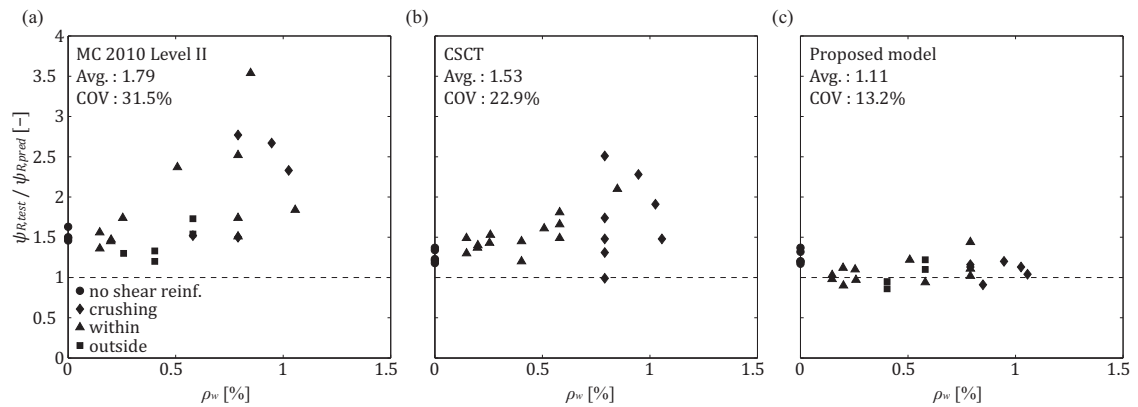 (a)
MC 2010 Level II
Avg. : 1.79
COV : 31.5%
ψR,test / ψR,pred [–]
4
3.5
3
2.5
2
1.5
1
0.5
0
no shear reinf.
crushing
within
outside
0 0.5 1 1.5
ρw [%]
(b)
CSCT
Avg. : 1.53
COV : 22.9%
0 0.5 1 1.5
ρw [%]
(c)
Proposed model
Avg. : 1.11
COV : 13.2%
0 0.5 1 1.5
ρw [%]